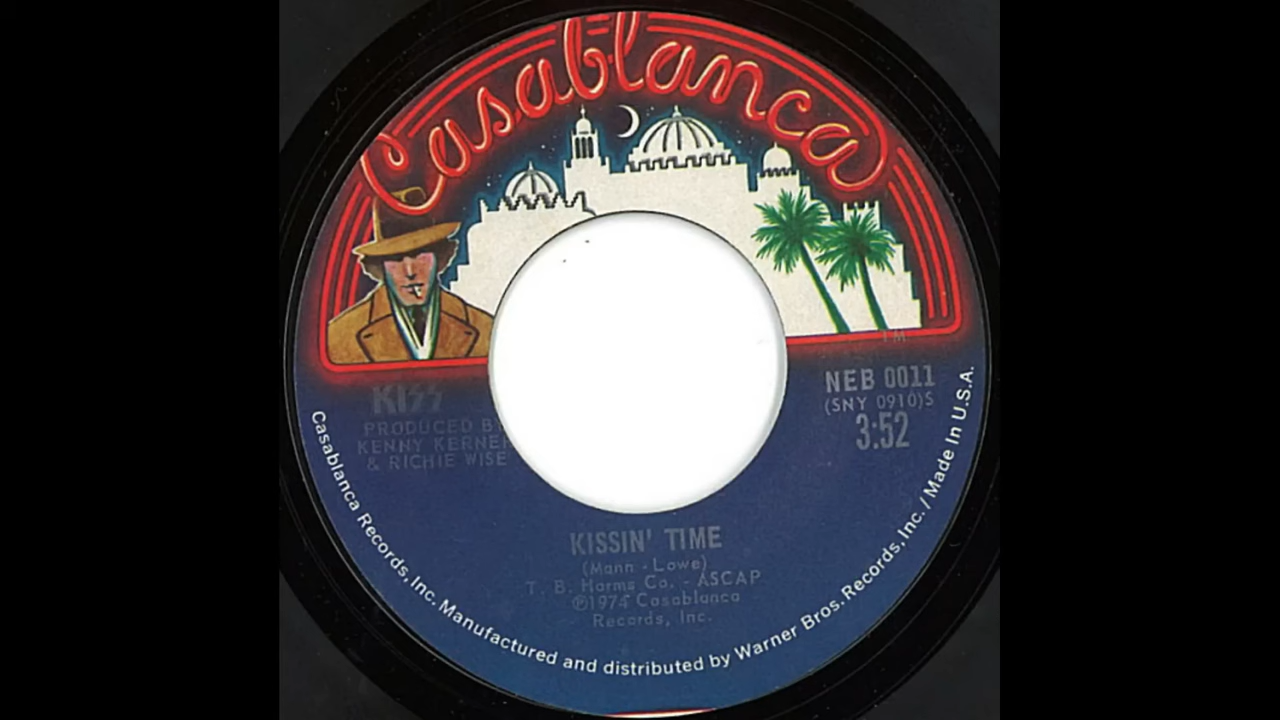 Casablanca
TM
KISS
PRODUCED BY
KENNY KERNER
& RICHIE WISE
NEB 0011
(SNY 0910)S
3:52
KISSIN' TIME
(Mann - Lowe)
T. B. Harms Co. - ASCAP
Ⓟ1974 Casablanca
Records, Inc.
Casablanca Records, Inc. Manufactured and distributed by Warner Bros. Records, Inc. / Made In U.S.A.